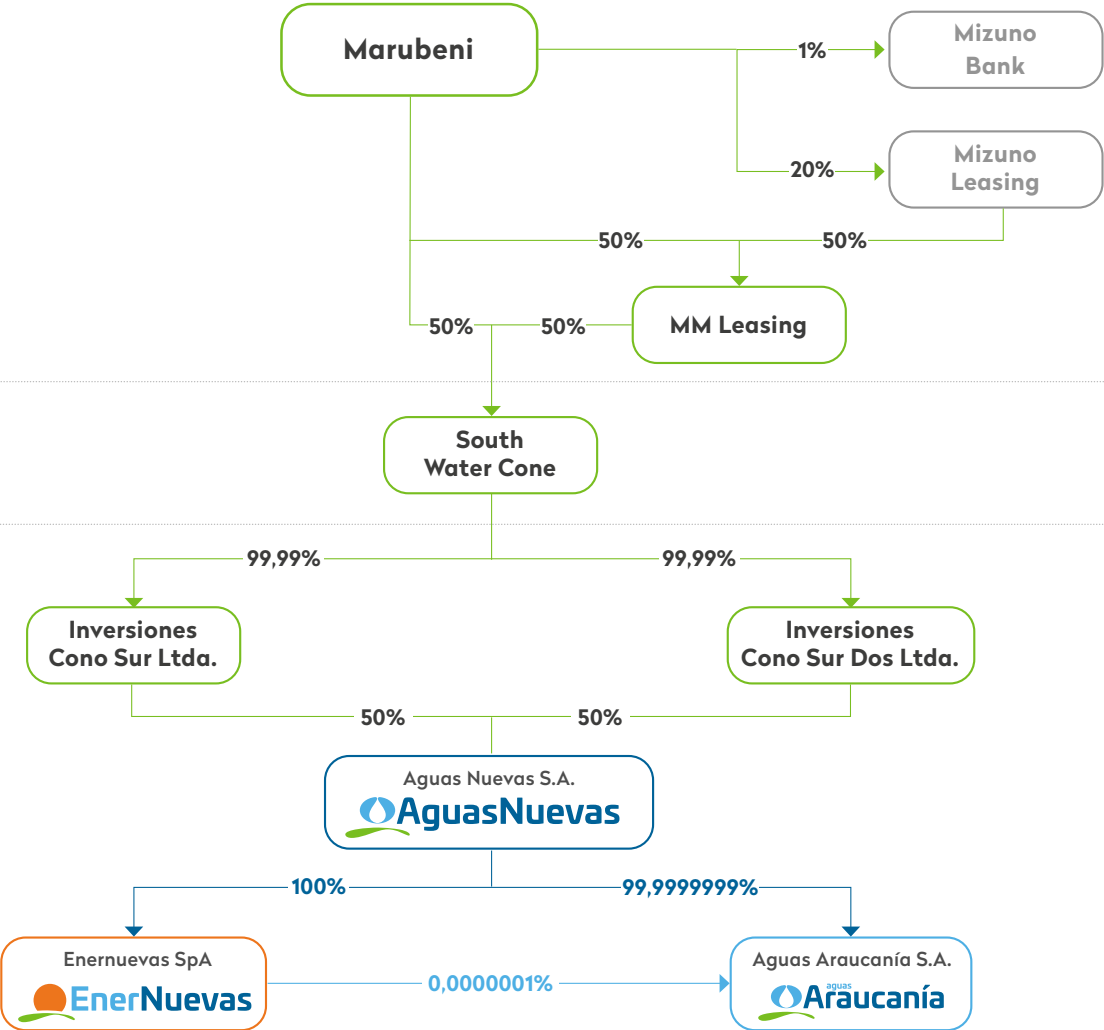 Marubeni
1%
Mizuno
Bank
20%
Mizuno
Leasing
50%
50%
MM Leasing
50%
50%
South
Water Cone
99,99%
99,99%
Inversiones
Cono Sur Ltda.
Inversiones
Cono Sur Dos Ltda.
50%
50%
Aguas Nuevas S.A.
AguasNuevas
100%
99,9999999%
Enernuevas SpA
EnerNuevas
0,0000001%
Aguas Araucanía S.A.
aguas
Araucanía